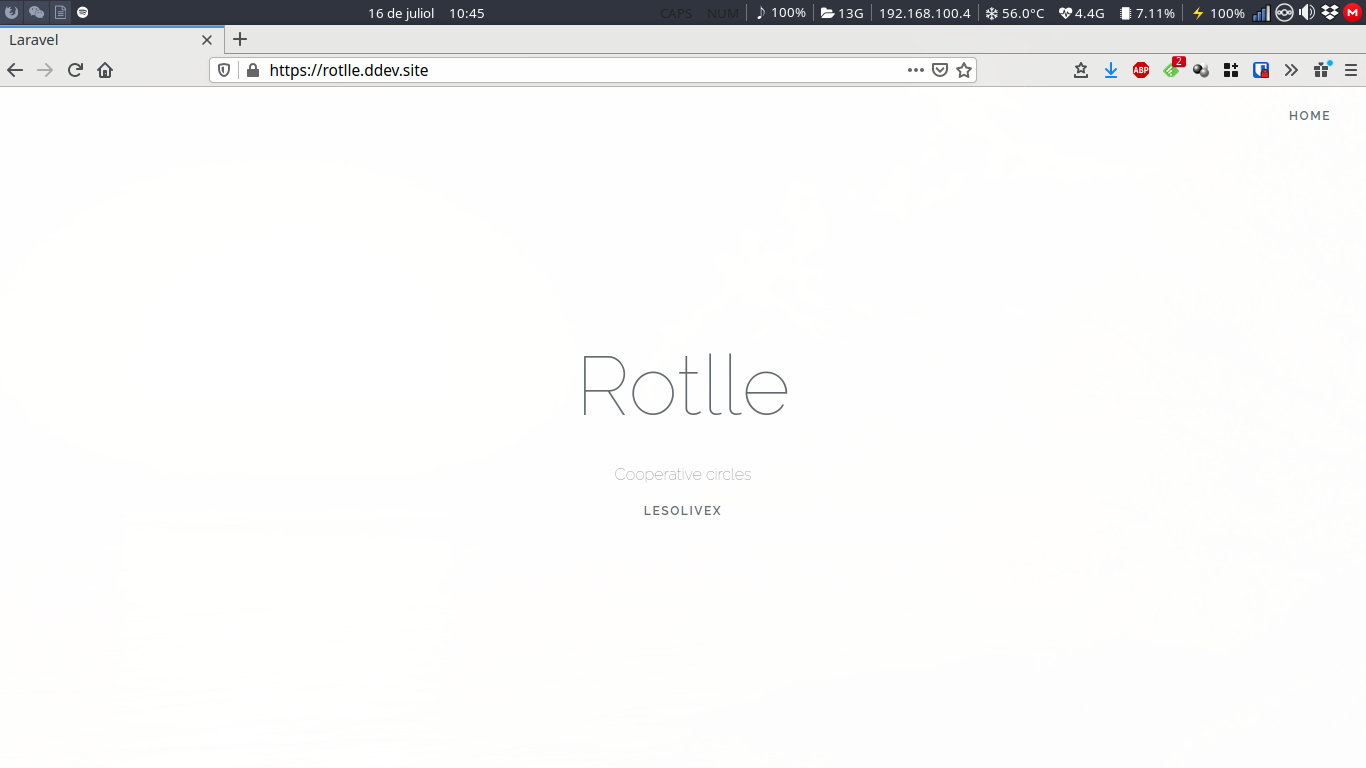 16 de juliol 10:45 CAPS NUM 100% 13G 192.168.100.4 56.0°C 4.4G 7.11% 100% M
Laravel
https://rotlle.ddev.site ABP 2
HOME
Rotlle
Cooperative circles
LESOLIVEX